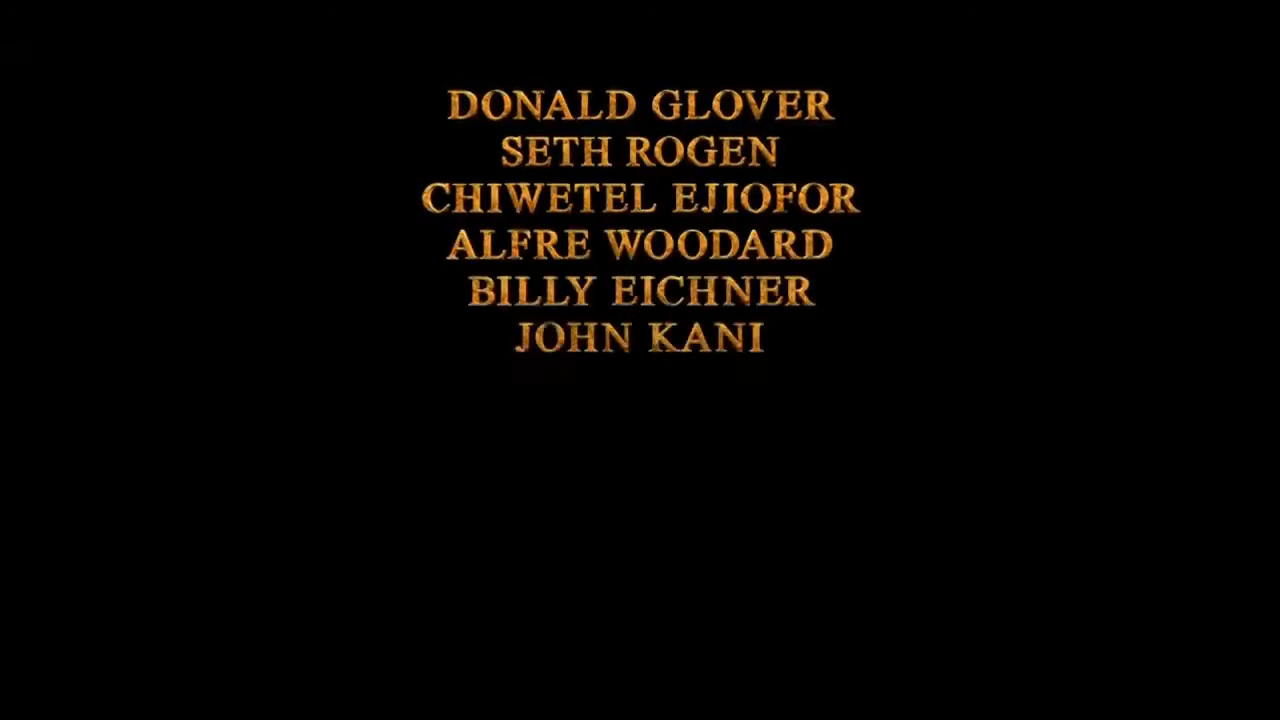 DONALD GLOVER
SETH ROGEN
CHIWETEL EJIOFOR
ALFRE WOODARD
BILLY EICHNER
JOHN KANI